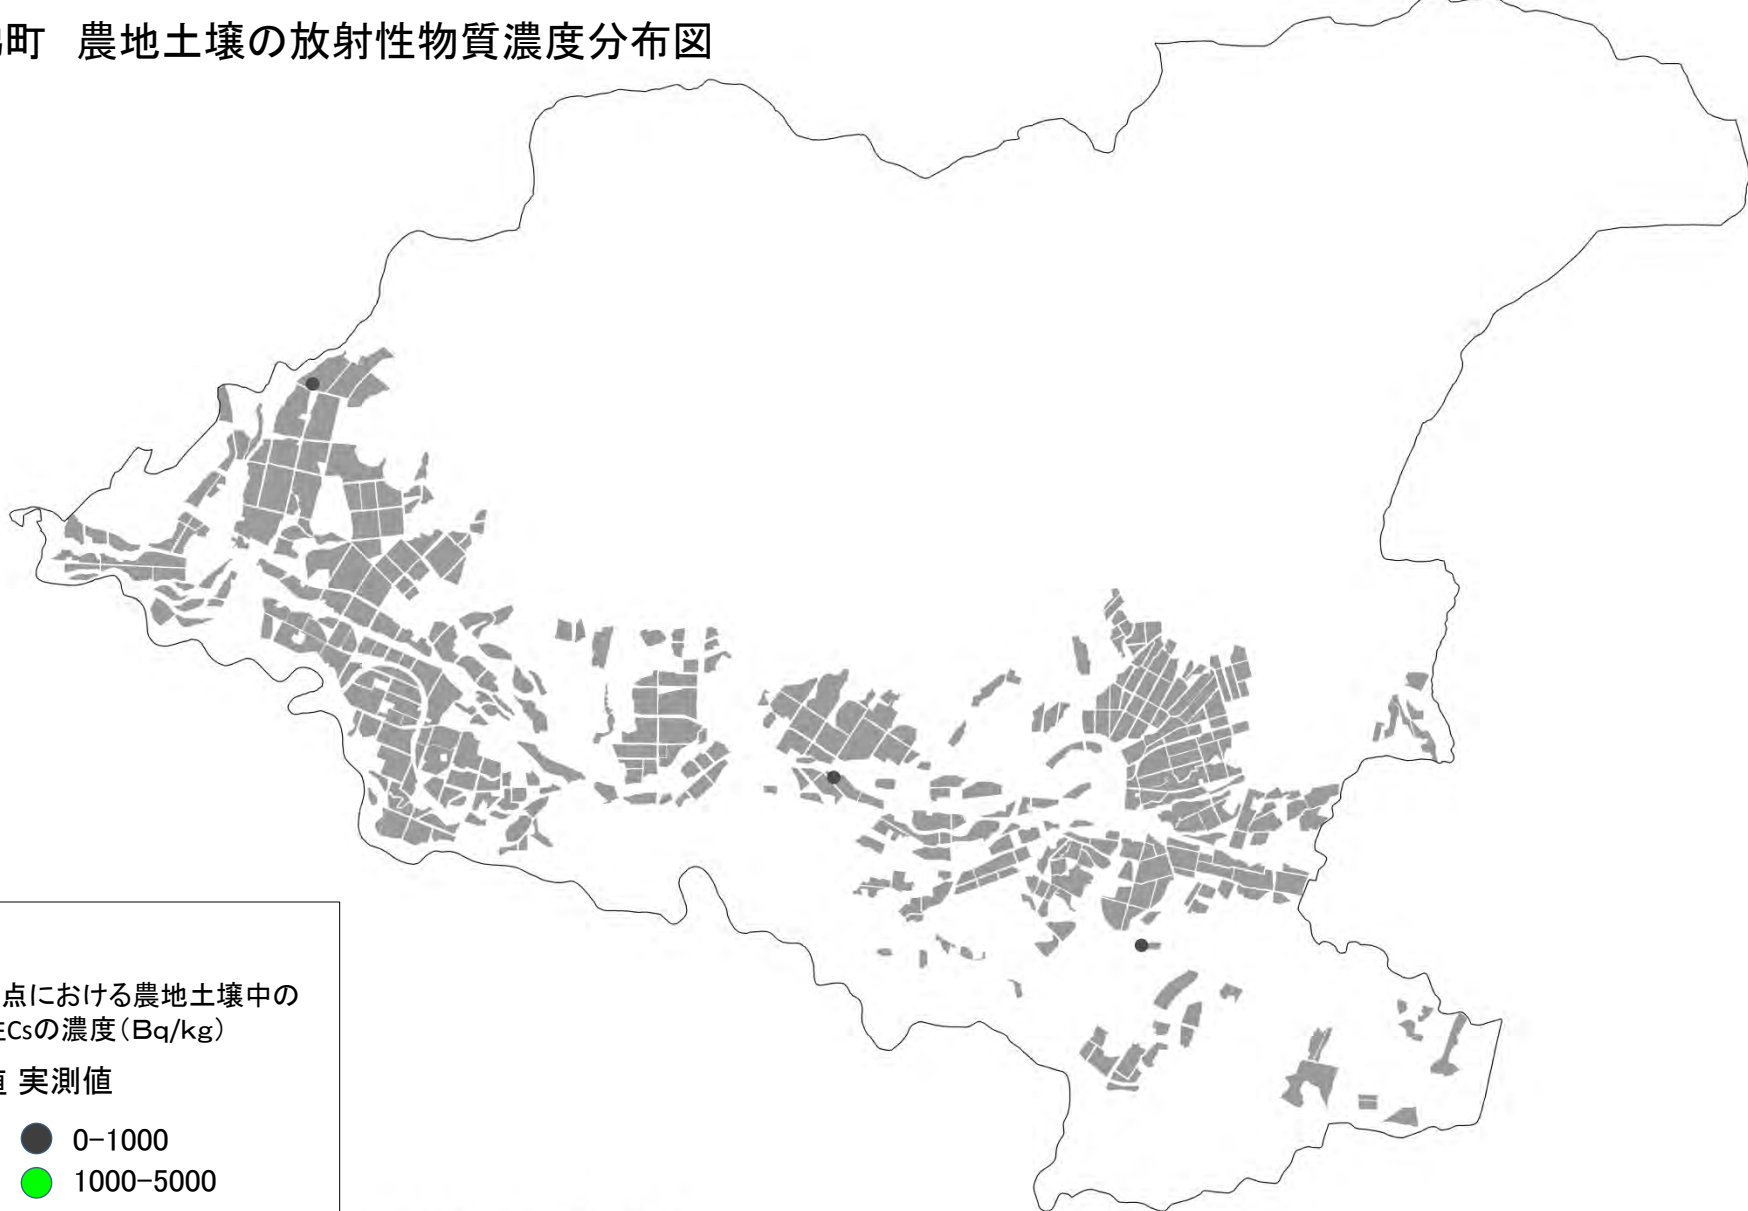 町 農地土壌の放射性物質濃度分布図
点における農地土壌中の
Csの濃度（Bq/kg）
実測値
0-1000
1000-5000